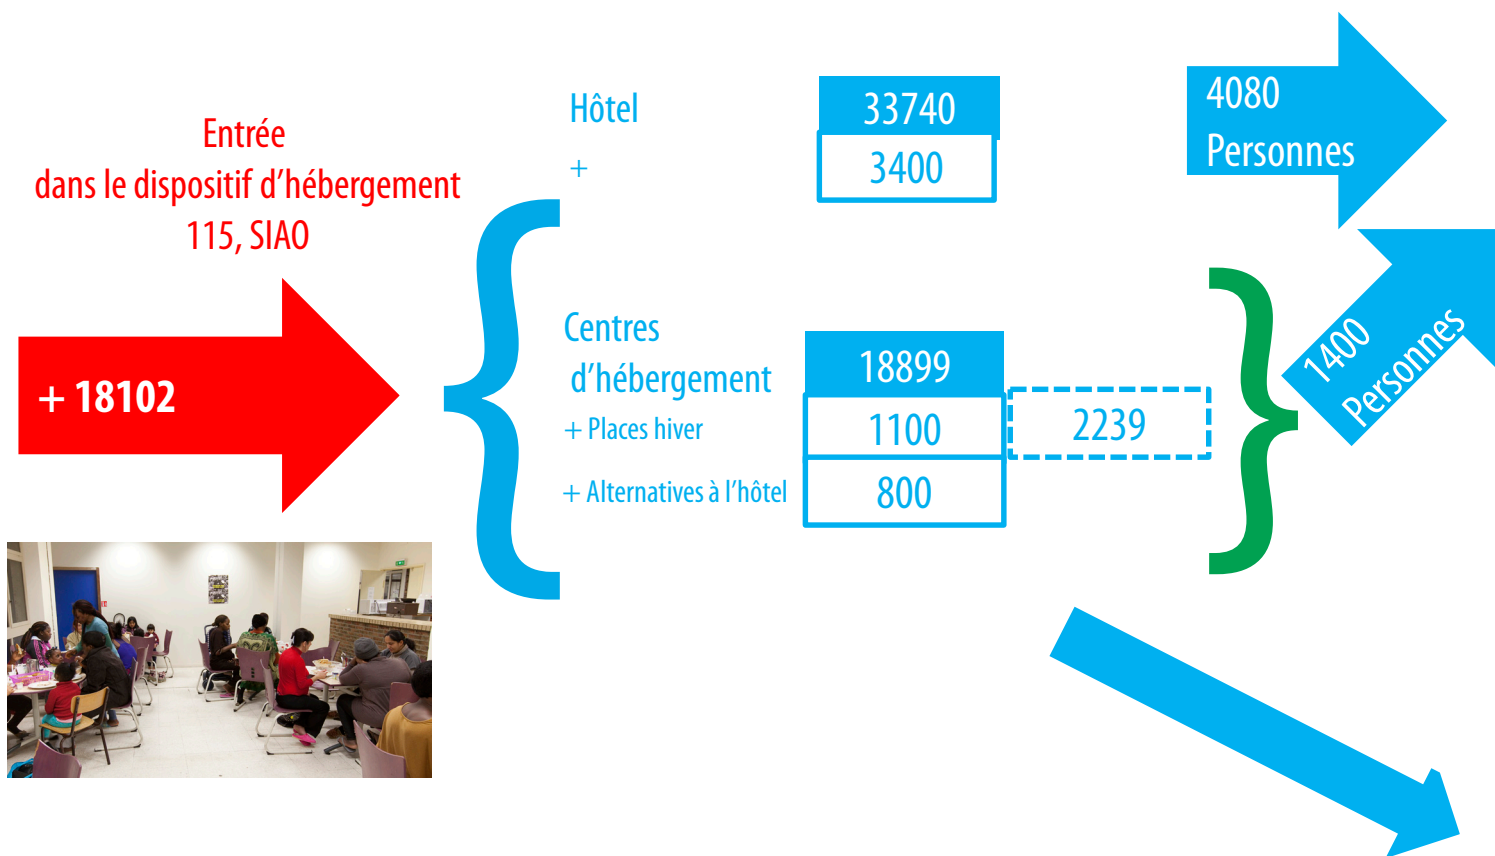 Entrée
dans le dispositif d’hébergement
115, SIAO
+ 18102
Hôtel
33740
+
3400
Centres
d’hébergement
18899
+ Places hiver
1100
2239
+ Alternatives à l’hôtel
800
4080
Personnes
1400
Personnes